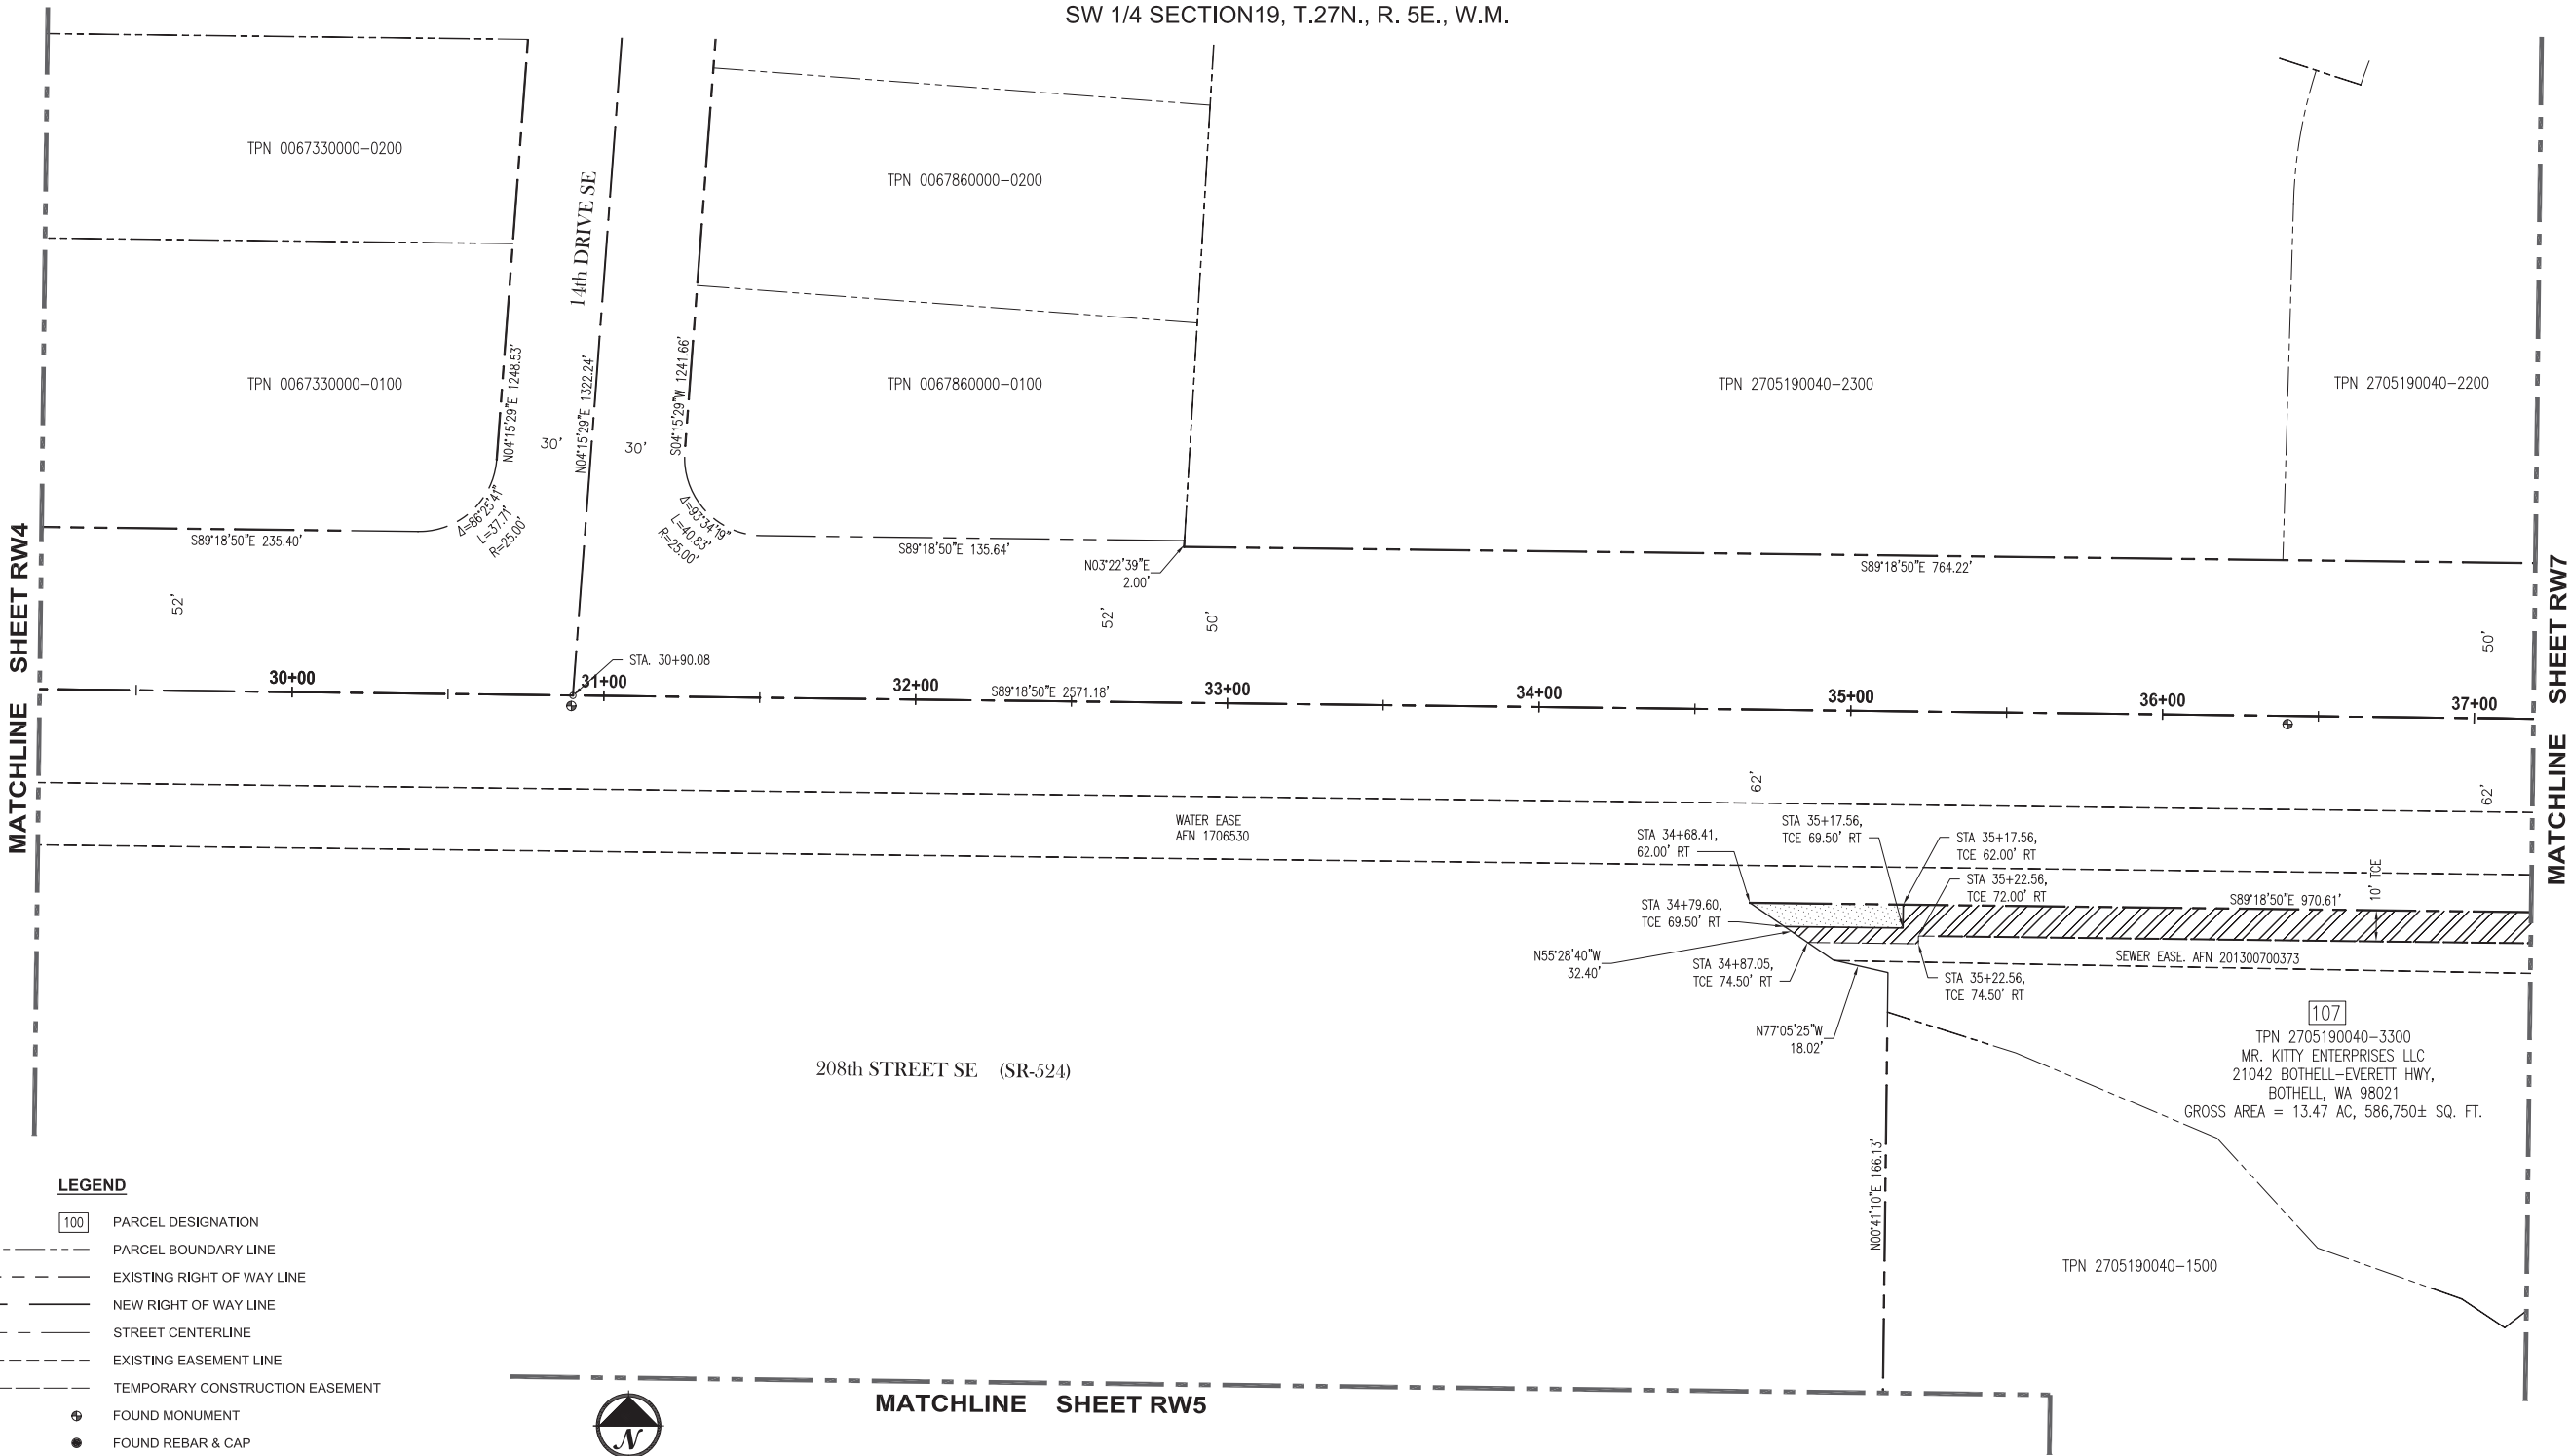 SW 1/4 SECTION19, T.27N., R. 5E., W.M.
TPN 0067330000-0200
14th DRIVE SE
TPN 0067860000-0200
TPN 0067330000-0100
N04°15'29"E 1248.53'
N04°15'29"E 1322.24'
S04°15'29"W 1241.66'
TPN 0067860000-0100
TPN 2705190040-2300
TPN 2705190040-2200
30'
30'
Δ=86°25'41"
L=37.71'
R=25.00'
Δ=93°34'19"
L=40.83'
R=25.00'
S89°18'50"E 235.40'
S89°18'50"E 135.64'
N03°22'39"E
2.00'
S89°18'50"E 764.22'
MATCHLINE SHEET RW4
MATCHLINE SHEET RW7
52'
52'
50'
50'
STA. 30+90.08
30+00
31+00
32+00
S89°18'50"E 2571.18'
33+00
34+00
35+00
36+00
37+00
62'
62'
WATER EASE
AFN 1706530
STA 34+68.41,
62.00' RT
STA 35+17.56,
TCE 69.50' RT
STA 35+17.56,
TCE 62.00' RT
STA 35+22.56,
TCE 72.00' RT
10' TCE
S89°18'50"E 970.61'
STA 34+79.60,
TCE 69.50' RT
N55°28'40"W
32.40'
STA 34+87.05,
TCE 74.50' RT
STA 35+22.56,
TCE 74.50' RT
SEWER EASE. AFN 201300700373
N77°05'25"W
18.02'
107
TPN 2705190040-3300
MR. KITTY ENTERPRISES LLC
21042 BOTHELL-EVERETT HWY,
BOTHELL, WA 98021
GROSS AREA = 13.47 AC, 586,750± SQ. FT.
208th STREET SE (SR-524)
N00°41'10"E 166.13'
TPN 2705190040-1500
LEGEND
100 PARCEL DESIGNATION
PARCEL BOUNDARY LINE
EXISTING RIGHT OF WAY LINE
NEW RIGHT OF WAY LINE
STREET CENTERLINE
EXISTING EASEMENT LINE
TEMPORARY CONSTRUCTION EASEMENT
FOUND MONUMENT
FOUND REBAR & CAP
N
MATCHLINE SHEET RW5